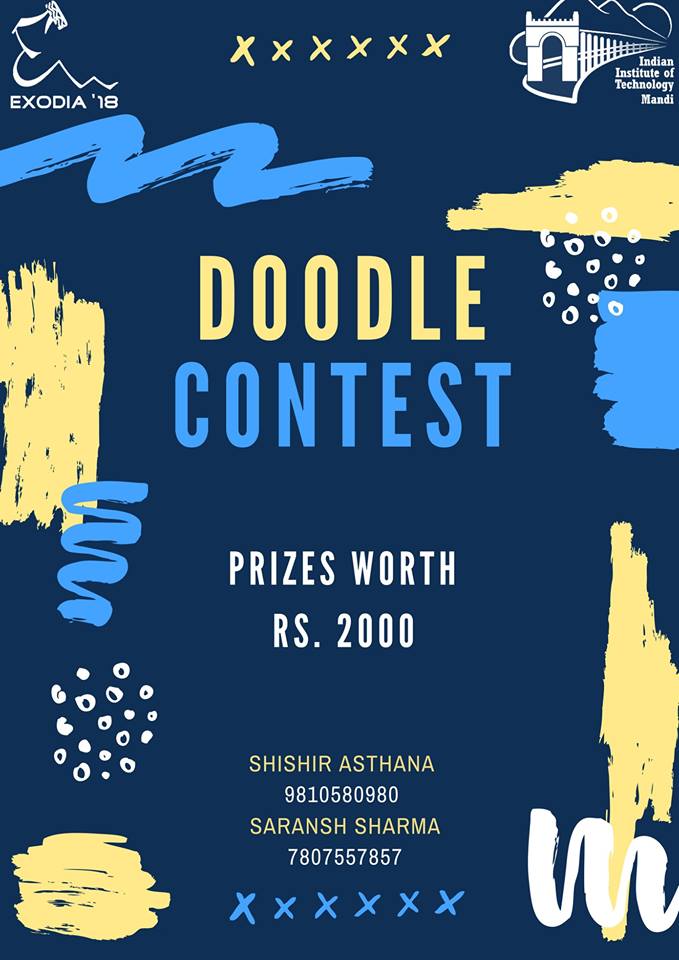 EXODIA '18
Indian
Institute of
Technology
Mandi
X X X X X X
DOODLE
CONTEST
PRIZES WORTH
RS. 2000
SHISHIR ASTHANA
9810580980
SARANSH SHARMA
7807557857
X X X X X X